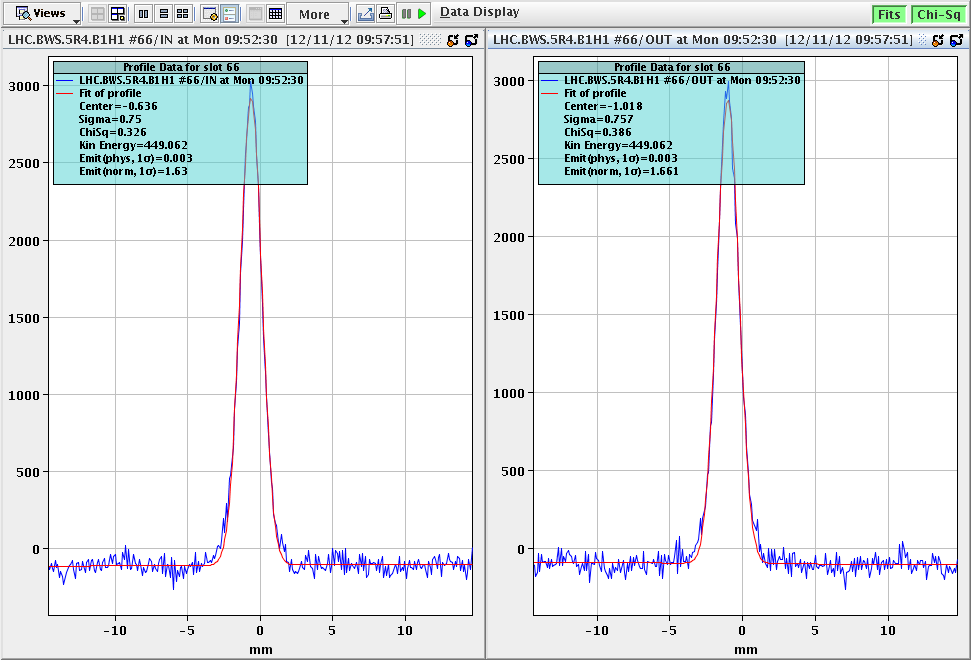 Views
More
Data Display
Fits
Chi-Sq
LHC.BWS.5R4.B1H1 #66/IN at Mon 09:52:30 [12/11/12 09:57:51]
Profile Data for slot 66
LHC.BWS.5R4.B1H1 #66/IN at Mon 09:52:30
Fit of profile
Center=-0.636
Sigma=0.75
ChiSq=0.326
Kin Energy=449.062
Emit(phys, 1σ)=0.003
Emit(norm, 1σ)=1.63
3000
2500
2000
1500
1000
500
0
-10 -5 0 5 10
mm
LHC.BWS.5R4.B1H1 #66/OUT at Mon 09:52:30 [12/11/12 09:57:51]
Profile Data for slot 66
LHC.BWS.5R4.B1H1 #66/OUT at Mon 09:52:30
Fit of profile
Center=-1.018
Sigma=0.757
ChiSq=0.386
Kin Energy=449.062
Emit(phys, 1σ)=0.003
Emit(norm, 1σ)=1.661
3000
2500
2000
1500
1000
500
0
-10 -5 0 5 10
mm